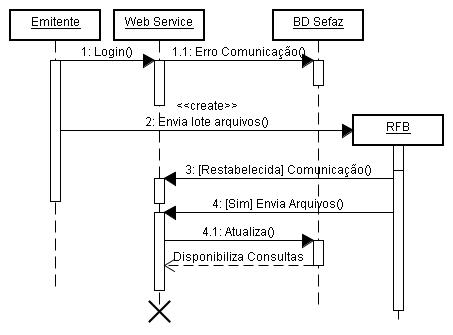 Emitente
Web Service
BD Sefaz
1: Login()
1.1: Erro Comunicação()
<<create>>
2: Envia lote arquivos()
RFB
3: [Restabelecida] Comunicação()
4: [Sim] Envia Arquivos()
4.1: Atualiza()
Disponibiliza Consultas